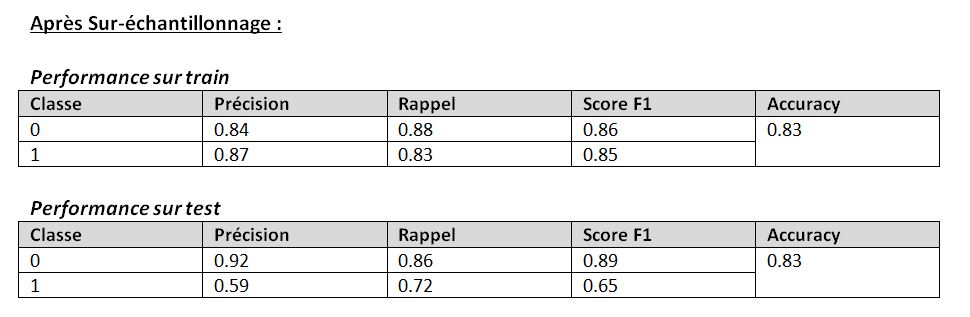 Après Sur-échantillonnage :
Performance sur train
Classe Précision Rappel Score F1 Accuracy
0 0.84 0.88 0.86 0.83
1 0.87 0.83 0.85
Performance sur test
Classe Précision Rappel Score F1 Accuracy
0 0.92 0.86 0.89 0.83
1 0.59 0.72 0.65